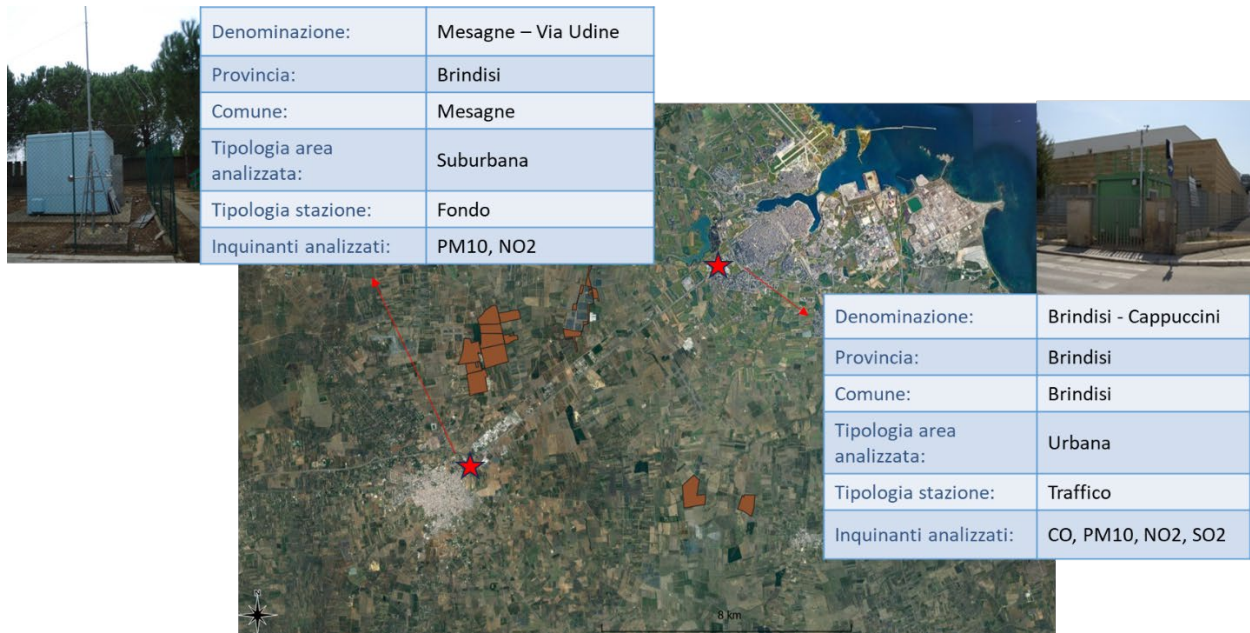 Denominazione: Mesagne – Via Udine
Provincia: Brindisi
Comune: Mesagne
Tipologia area
analizzata: Suburbana
Tipologia stazione: Fondo
Inquinanti analizzati: PM10, NO2
Denominazione: Brindisi - Cappuccini
Provincia: Brindisi
Comune: Brindisi
Tipologia area
analizzata: Urbana
Tipologia stazione: Traffico
Inquinanti analizzati: CO, PM10, NO2, SO2
N
8 km